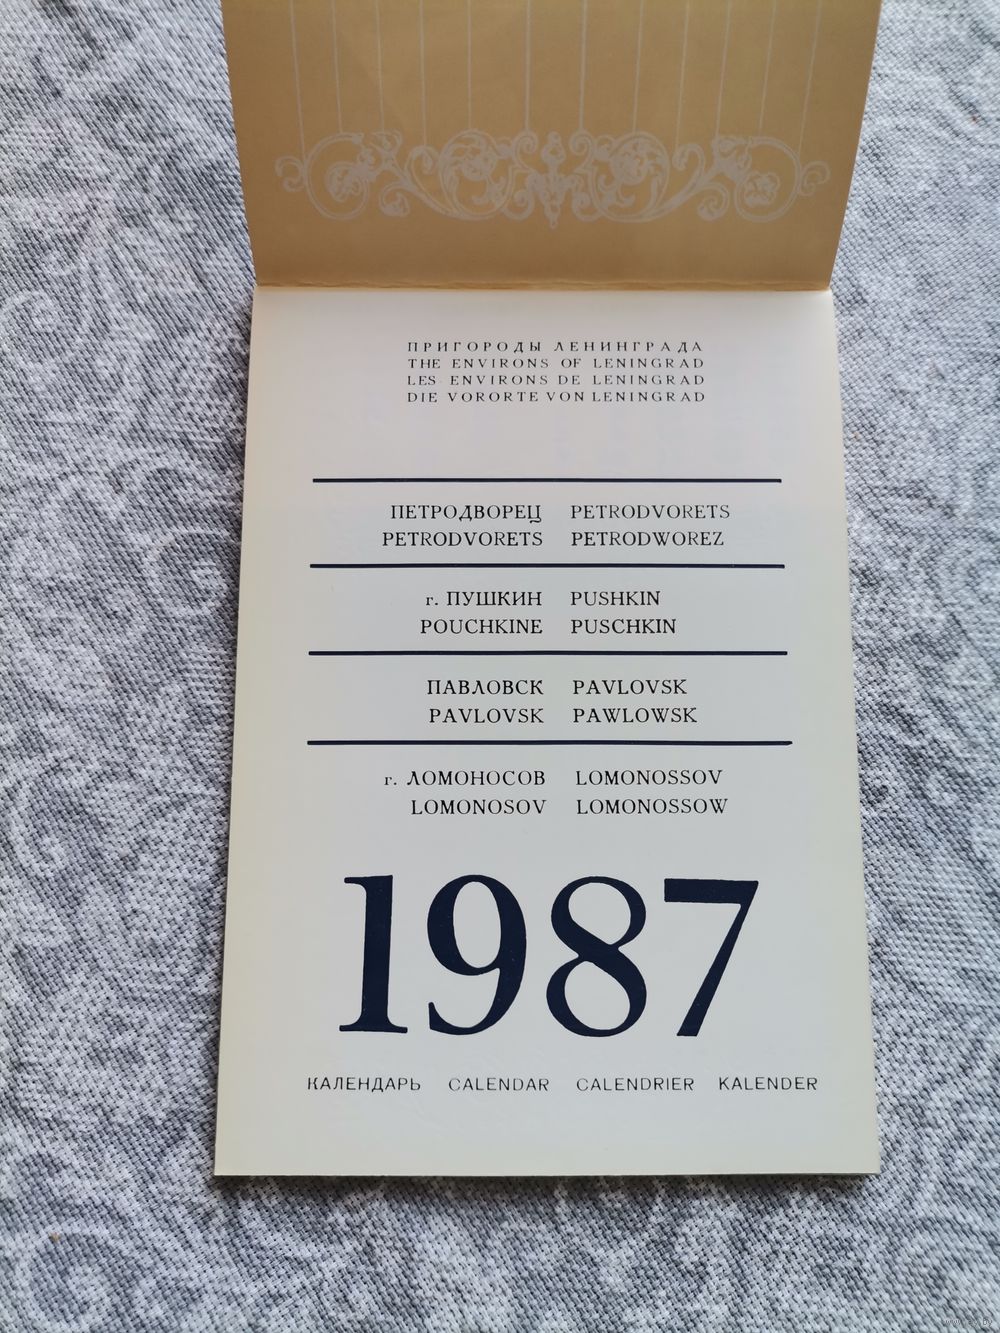 ПРИГОРОДЫ ЛЕНИНГРАДА
THE ENVIRONS OF LENINGRAD
LES ENVIRONS DE LENINGRAD
DIE VORORTE VON LENINGRAD
ПЕТРОДВОРЕЦ PETRODVORETS
PETRODVORETS PETRODWOREZ
г. ПУШКИН PUSHKIN
POUCHKINE PUSCHKIN
ПАВЛОВСК PAVLOVSK
PAVLOVSK PAWLOWSK
г. ЛОМОНОСОВ LOMONOSSOV
LOMONOSOV LOMONOSSOW
1987
КАЛЕНДАРЬ CALENDAR CALENDRIER KALENDER